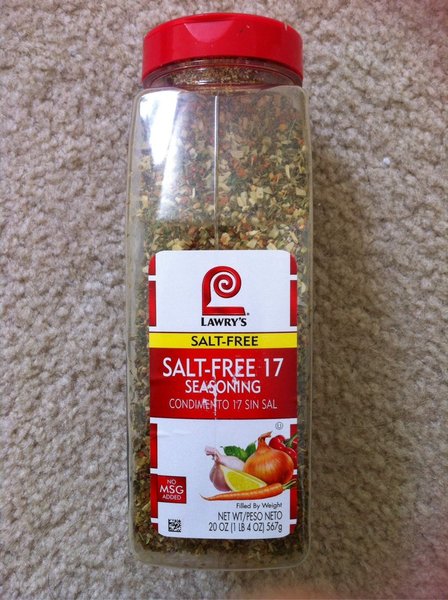 LAWRY'S
SALT-FREE
SALT-FREE 17
SEASONING
CONDIMENTO 17 SIN SAL
U
NO
MSG
ADDED
Filled By Weight
NET WT/PESO NETO
20 OZ (1 LB 4 OZ) 567g